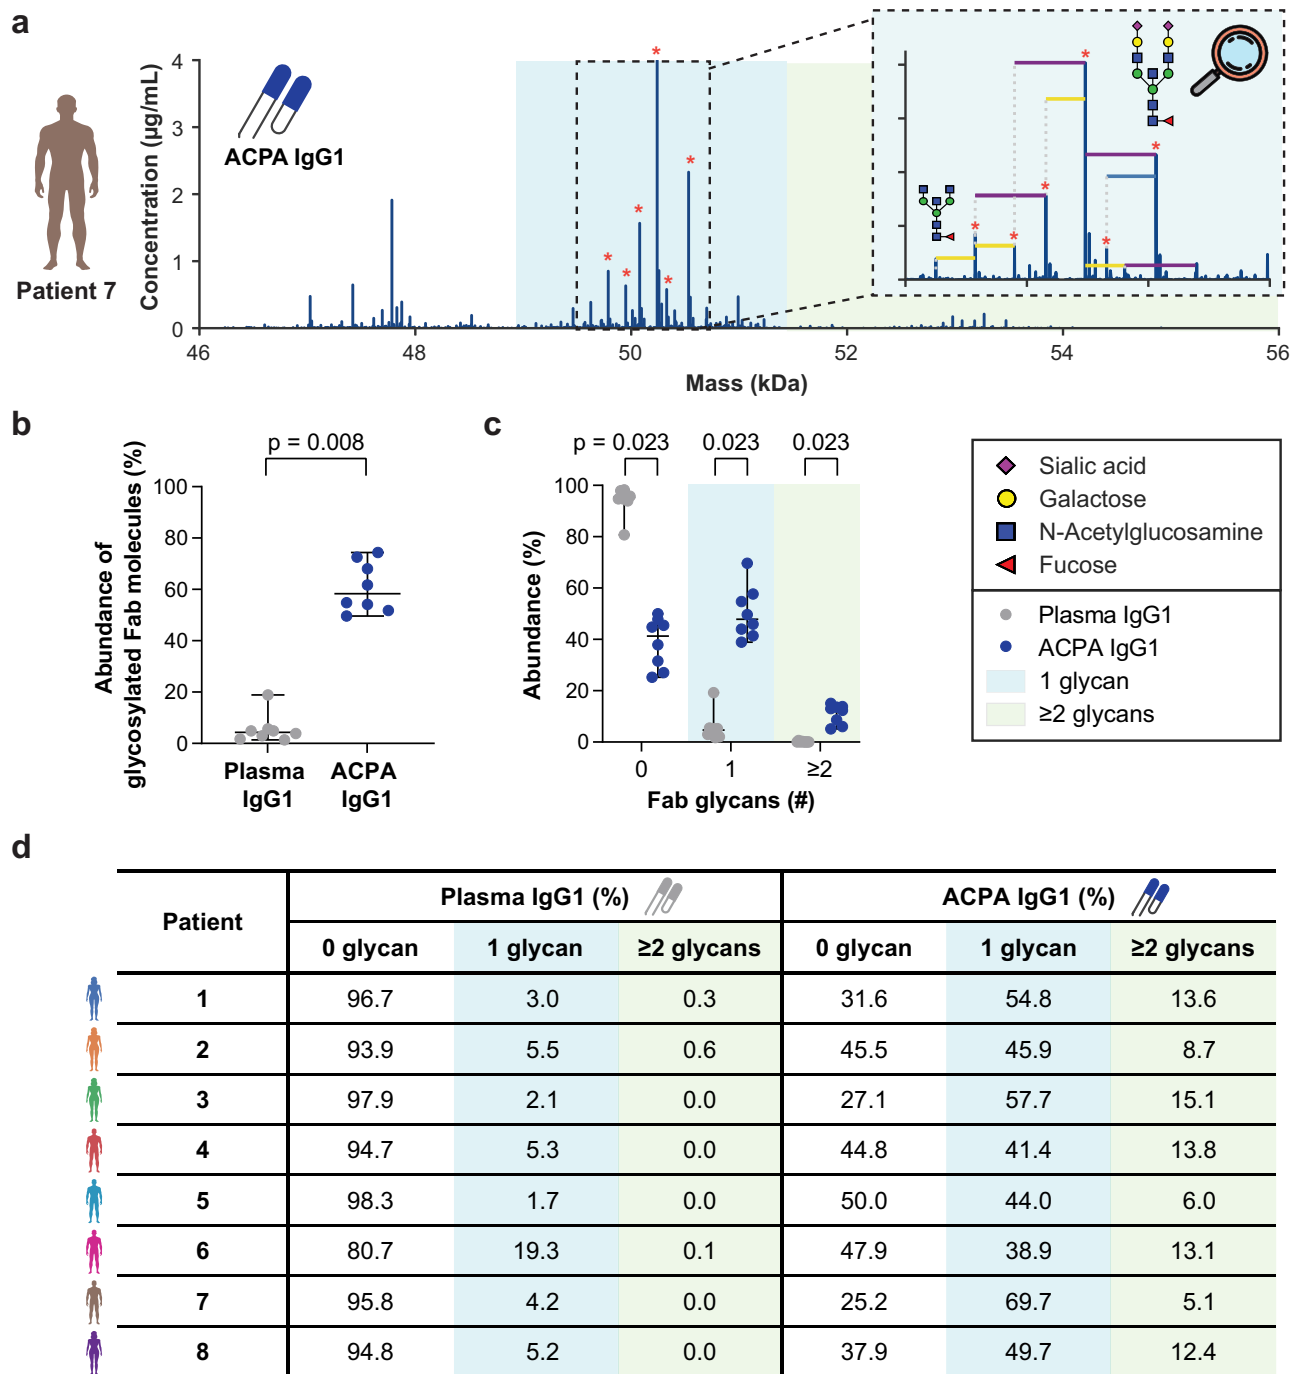 a
Patient 7
Concentration (µg/mL)
4
3
2
1
0
ACPA IgG1
* * * * * * *
* * * * * * *
46 48 50 52 54 56
Mass (kDa)
b
p = 0.008
Abundance of
glycosylated Fab molecules (%)
100
80
60
40
20
0
Plasma IgG1
ACPA IgG1
c
p = 0.023 0.023 0.023
Abundance (%)
100
80
60
40
20
0
0 1 ≥2
Fab glycans (#)
Sialic acid
Galactose
N-Acetylglucosamine
Fucose
Plasma IgG1
ACPA IgG1
1 glycan
≥2 glycans
d
Patient Plasma IgG1 (%) ACPA IgG1 (%)
0 glycan 1 glycan ≥2 glycans 0 glycan 1 glycan ≥2 glycans
1 96.7 3.0 0.3 31.6 54.8 13.6
2 93.9 5.5 0.6 45.5 45.9 8.7
3 97.9 2.1 0.0 27.1 57.7 15.1
4 94.7 5.3 0.0 44.8 41.4 13.8
5 98.3 1.7 0.0 50.0 44.0 6.0
6 80.7 19.3 0.1 47.9 38.9 13.1
7 95.8 4.2 0.0 25.2 69.7 5.1
8 94.8 5.2 0.0 37.9 49.7 12.4